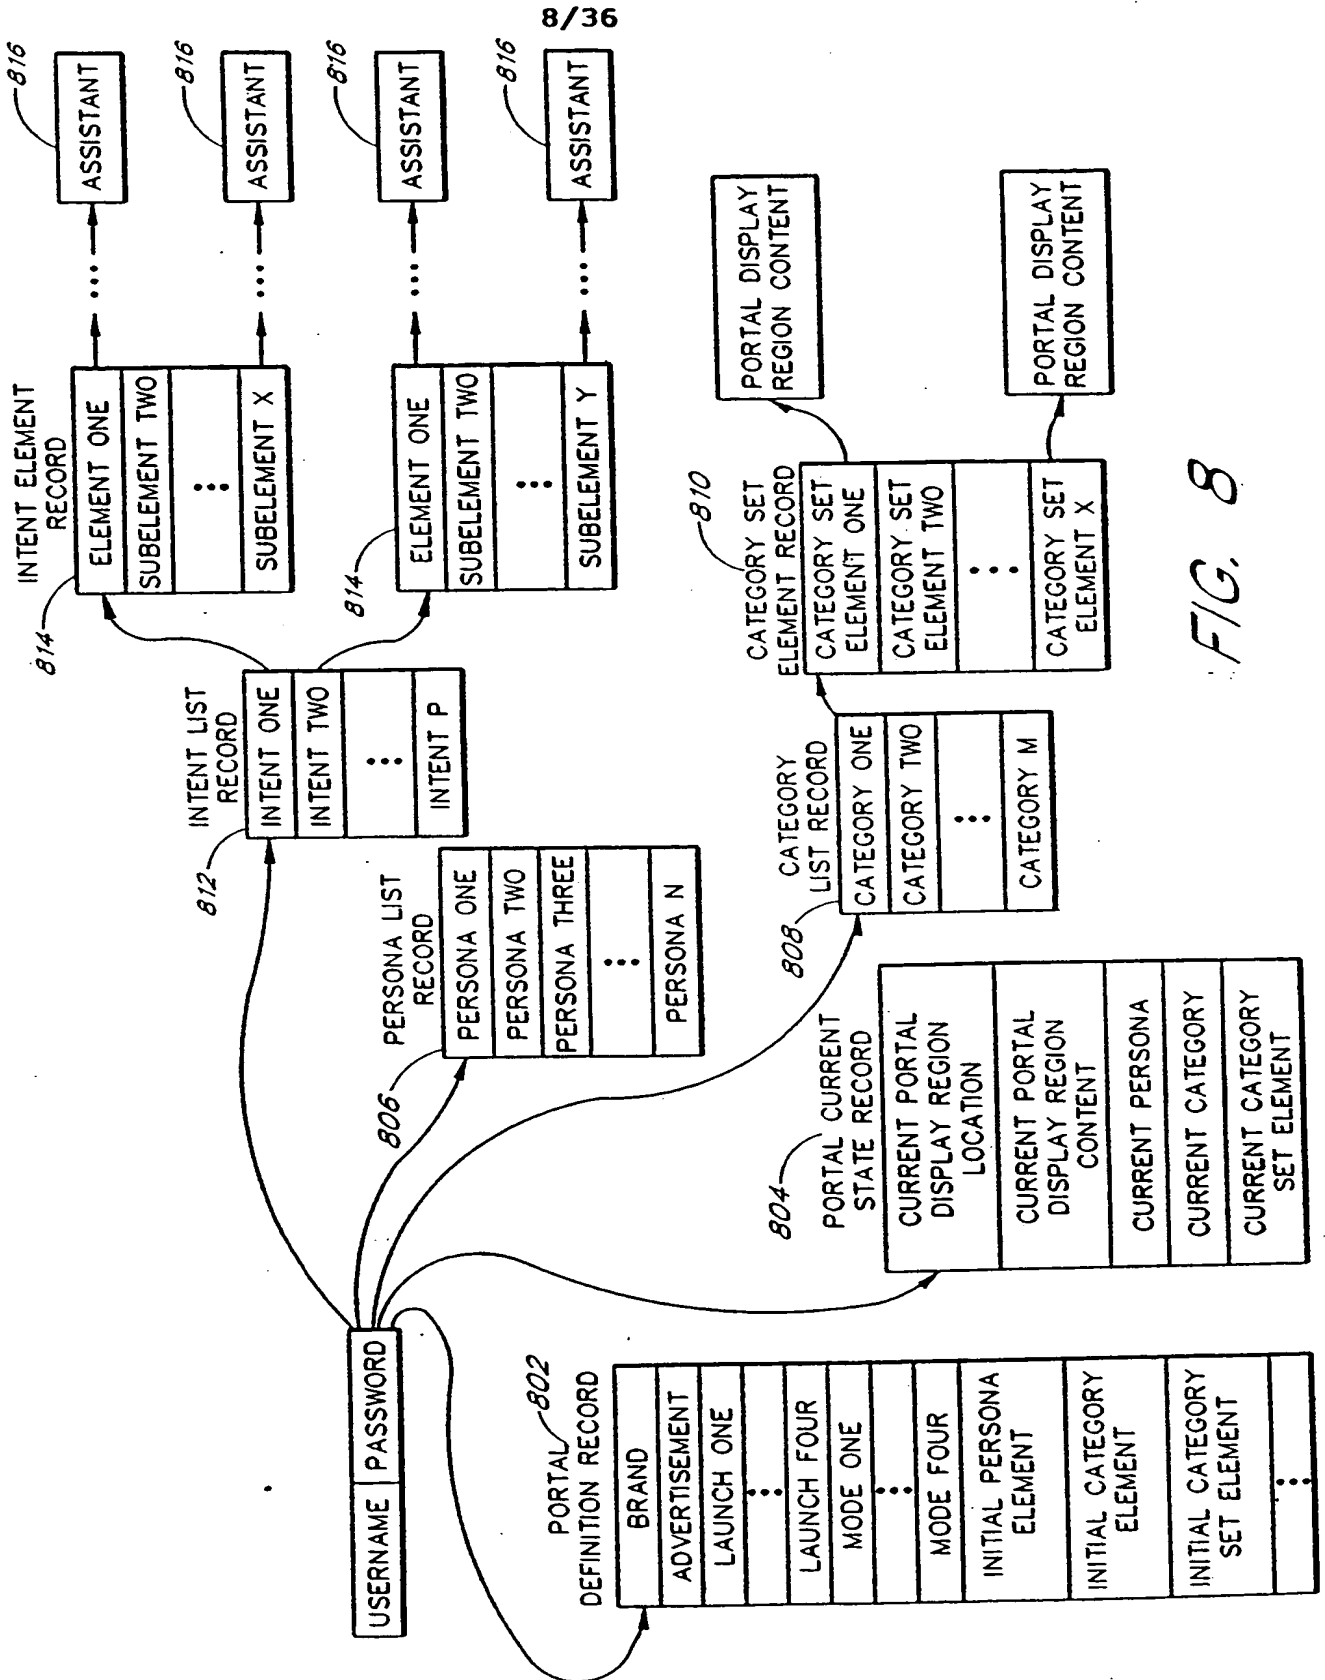 8/36
USERNAME
PASSWORD
PORTAL
DEFINITION RECORD
802
BRAND
ADVERTISEMENT
LAUNCH ONE
...
LAUNCH FOUR
MODE ONE
...
MODE FOUR
INITIAL PERSONA
ELEMENT
INITIAL CATEGORY
ELEMENT
INITIAL CATEGORY
SET ELEMENT
...
804
PORTAL CURRENT
STATE RECORD
CURRENT PORTAL
DISPLAY REGION
LOCATION
CURRENT PORTAL
DISPLAY REGION
CONTENT
CURRENT PERSONA
CURRENT CATEGORY
CURRENT CATEGORY
SET ELEMENT
806
PERSONA LIST
RECORD
PERSONA ONE
PERSONA TWO
PERSONA THREE
...
PERSONA N
808
CATEGORY
LIST RECORD
CATEGORY ONE
CATEGORY TWO
...
CATEGORY M
810
CATEGORY SET
ELEMENT RECORD
CATEGORY SET
ELEMENT ONE
CATEGORY SET
ELEMENT TWO
...
CATEGORY SET
ELEMENT X
PORTAL DISPLAY
REGION CONTENT
PORTAL DISPLAY
REGION CONTENT
812
INTENT LIST
RECORD
INTENT ONE
INTENT TWO
...
INTENT P
814
INTENT ELEMENT
RECORD
ELEMENT ONE
SUBELEMENT TWO
...
SUBELEMENT X
814
ELEMENT ONE
SUBELEMENT TWO
...
SUBELEMENT Y
...
ASSISTANT
816
...
ASSISTANT
816
...
ASSISTANT
816
...
ASSISTANT
816
FIG. 8